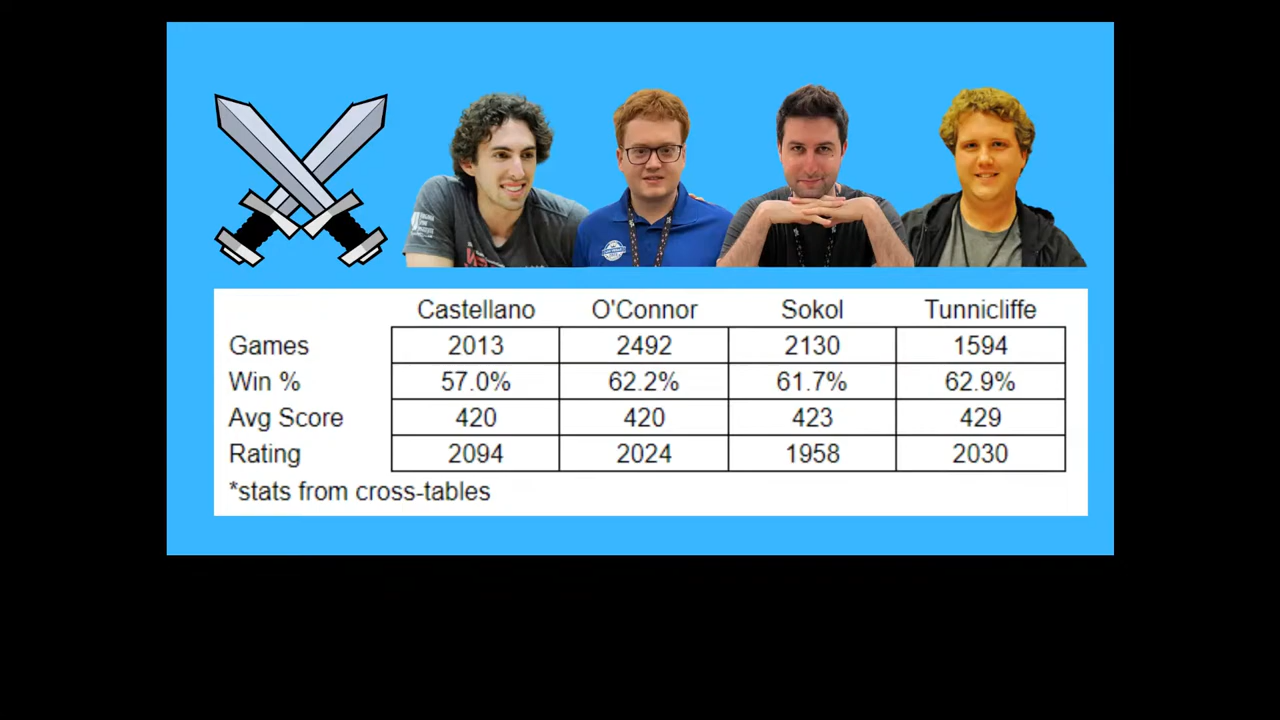 Castellano O'Connor Sokol Tunnicliffe
Games 2013 2492 2130 1594
Win % 57.0% 62.2% 61.7% 62.9%
Avg Score 420 420 423 429
Rating 2094 2024 1958 2030
*stats from cross-tables